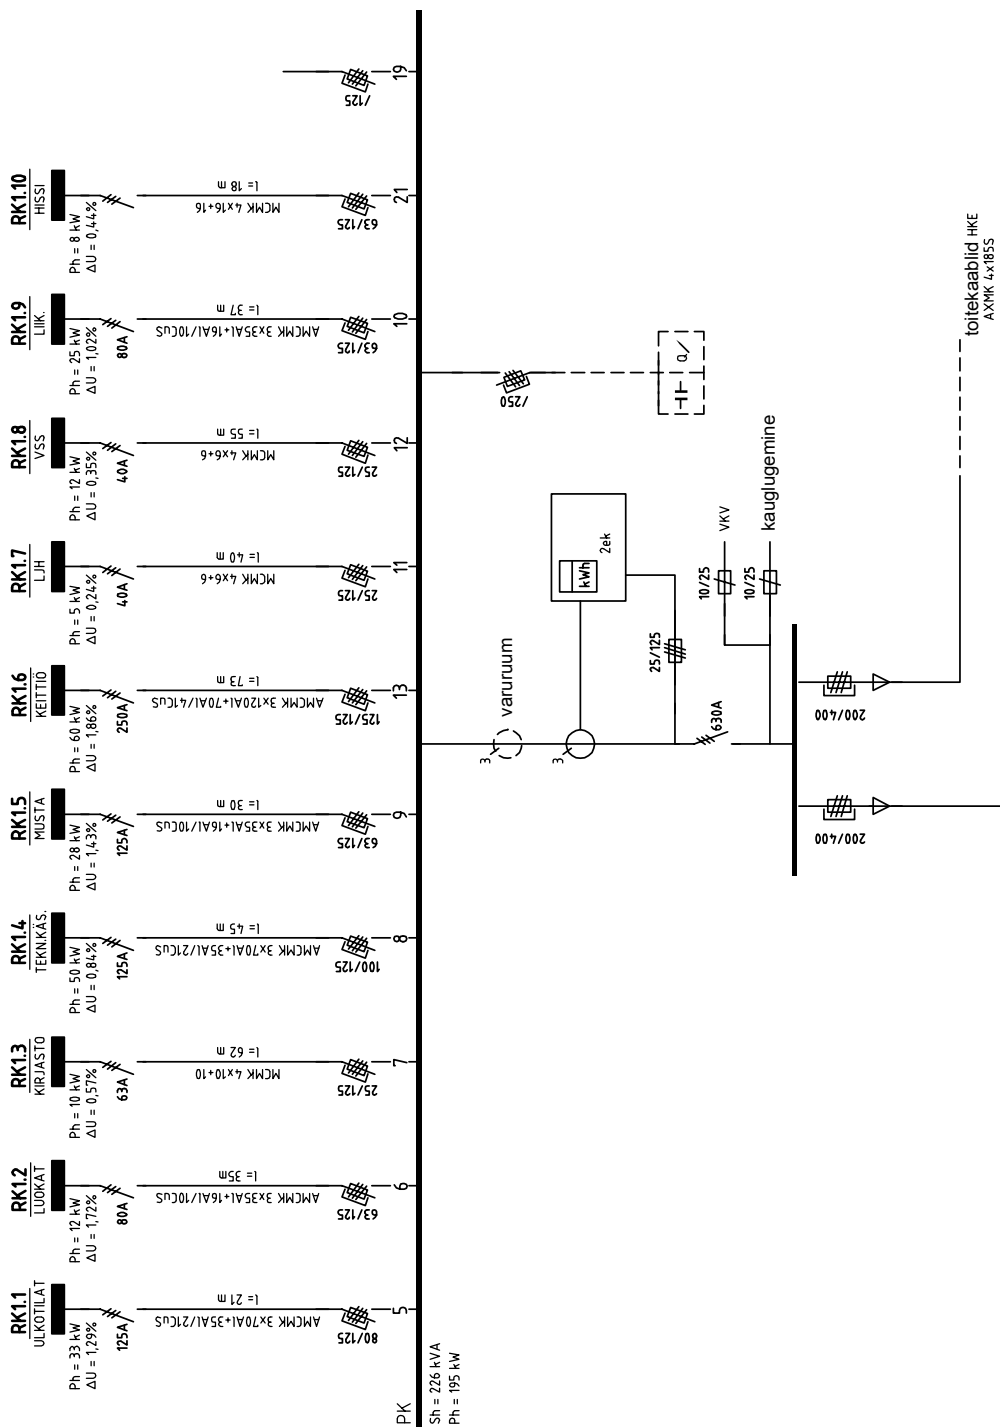 19
/125
RK1.10
HISSI
Ph = 8 kW
ΔU = 0,44%
l= 18 m
MCMK 4x16+16
63/125
21
RK1.9
LIIK.
Ph = 25 kW
ΔU = 1,02%
80A
l= 37 m
AMCMK 3x35Al+16Al/10CuS
63/125
10
RK1.8
VSS
Ph = 12 kW
ΔU = 0,35%
40A
l= 55 m
MCMK 4x6+6
25/125
12
RK1.7
LJH
Ph = 5 kW
ΔU = 0,24%
40A
l= 40 m
MCMK 4x6+6
25/125
11
RK1.6
KEITTIÖ
Ph = 60 kW
ΔU = 1,86%
250A
l= 73 m
AMCMK 3x120Al+70Al/41CuS
125/125
13
RK1.5
MUSTA
Ph = 28 kW
ΔU = 1,43%
125A
l= 30 m
AMCMK 3x35Al+16Al/10CuS
63/125
9
RK1.4
TEKN.KÄS.
Ph = 50 kW
ΔU = 0,84%
125A
l= 45 m
AMCMK 3x70Al+35Al/21CuS
100/125
8
RK1.3
KIRJASTO
Ph = 10 kW
ΔU = 0,57%
63A
l= 62 m
MCMK 4x10+10
25/125
7
RK1.2
LUOKAT
Ph = 12 kW
ΔU = 1,72%
80A
l= 35m
AMCMK 3x35Al+16Al/10CuS
63/125
6
RK1.1
ULKOTILAT
Ph = 33 kW
ΔU = 1,29%
125A
l= 21 m
AMCMK 3x70Al+35Al/21CuS
80/125
5
PK
Sh = 226 kVA
Ph = 195 kW
/250
Q/
varuruum
3
3
kWh
2ek
25/125
630A
10/25
VKV
10/25
kauglugemine
200/400
200/400
toitekaablid HKE
AXMK 4x185S